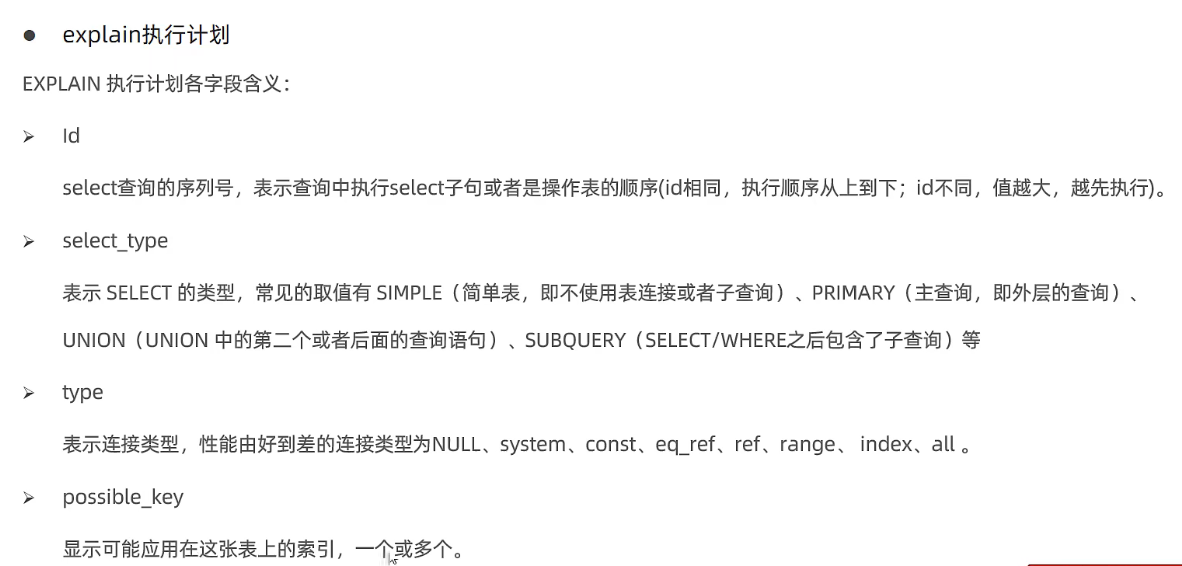 ● explain执行计划
EXPLAIN 执行计划各字段含义：
➢ Id
select查询的序列号，表示查询中执行select子句或者是操作表的顺序(id相同，执行顺序从上到下；id不同，值越大，越先执行)。
➢ select_type
表示 SELECT 的类型，常见的取值有 SIMPLE（简单表，即不使用表连接或者子查询）、PRIMARY（主查询，即外层的查询）、
UNION（UNION 中的第二个或者后面的查询语句）、SUBQUERY（SELECT/WHERE之后包含了子查询）等
➢ type
表示连接类型，性能由好到差的连接类型为NULL、system、const、eq_ref、ref、range、 index、all 。
➢ possible_key
显示可能应用在这张表上的索引，一个或多个。